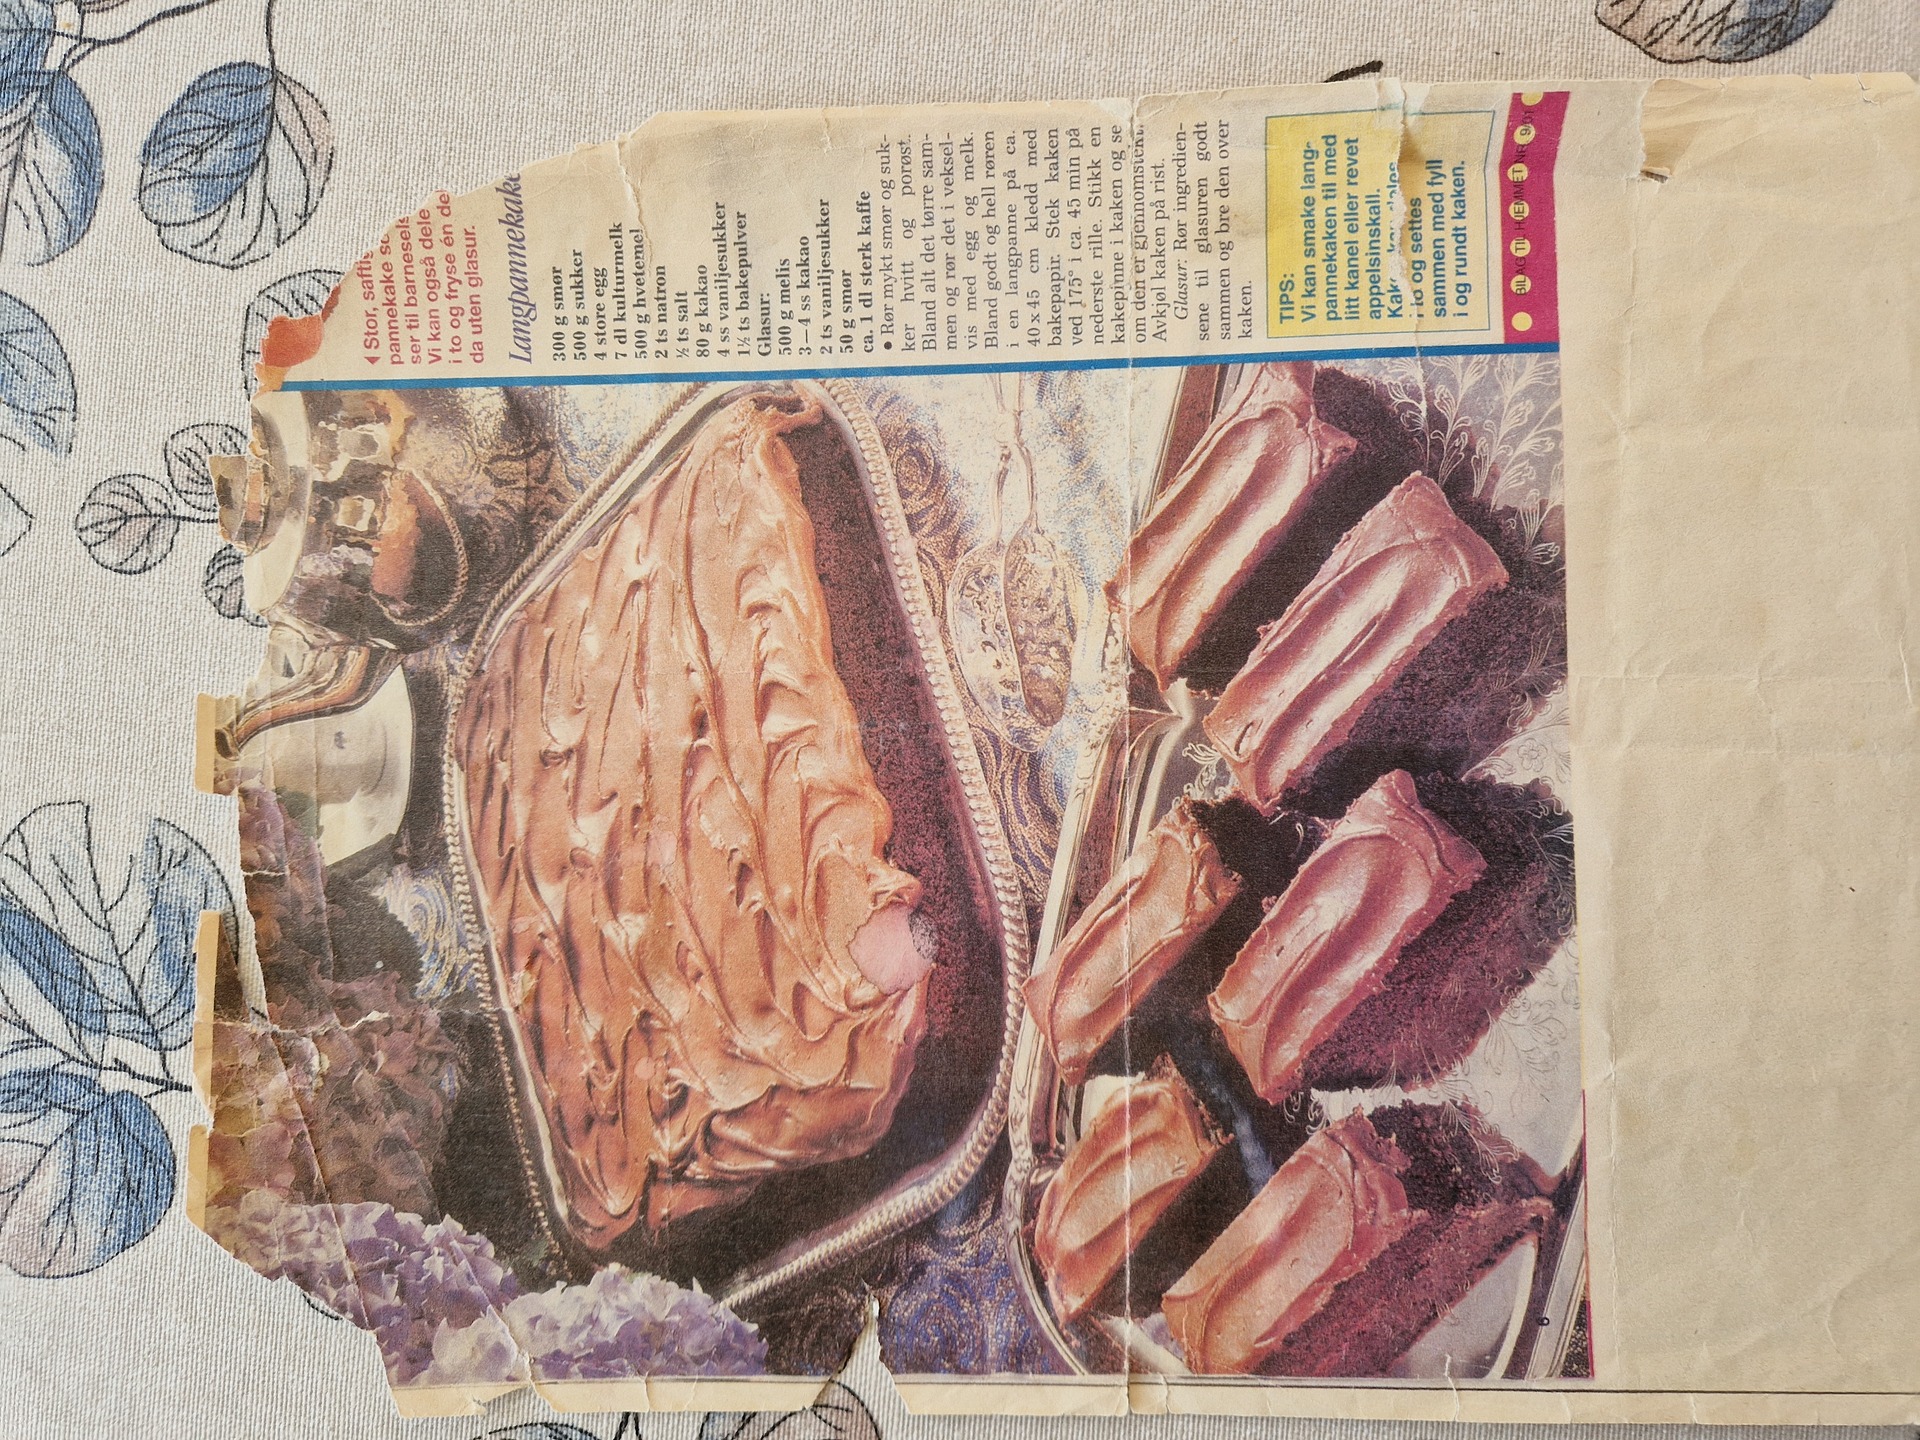 ◀ Stor, saftig
pannekake so
ser til barnesels
Vi kan også dele
i to og fryse én del
da uten glasur.
Langpannekake
300 g smør
500 g sukker
4 store egg
7 dl kulturmelk
500 g hvetemel
2 ts natron
½ ts salt
80 g kakao
4 ss vaniljesukker
1½ ts bakepulver
Glasur:
500 g melis
3—4 ss kakao
2 ts vaniljesukker
50 g smør
ca. 1 dl sterk kaffe
• Rør mykt smør og suk-
ker hvitt og porøst.
Bland alt det tørre sam-
men og rør det i veksel-
vis med egg og melk.
Bland godt og hell røren
i en langpanne på ca.
40 x 45 cm kledd med
bakepapir. Stek kaken
ved 175° i ca. 45 min på
nederste rille. Stikk en
kakepinne i kaken og se
om den er gjennomstekt.
Avkjøl kaken på rist.
Glasur: Rør ingredien-
sene til glasuren godt
sammen og bre den over
kaken.
TIPS:
Vi kan smake lang-
pannekaken til med
litt kanel eller revet
appelsinskall.
kan deles
i to og settes
sammen med fyll
i og rundt kaken.
BILAG TIL HJEMMET NR. 9/01
6